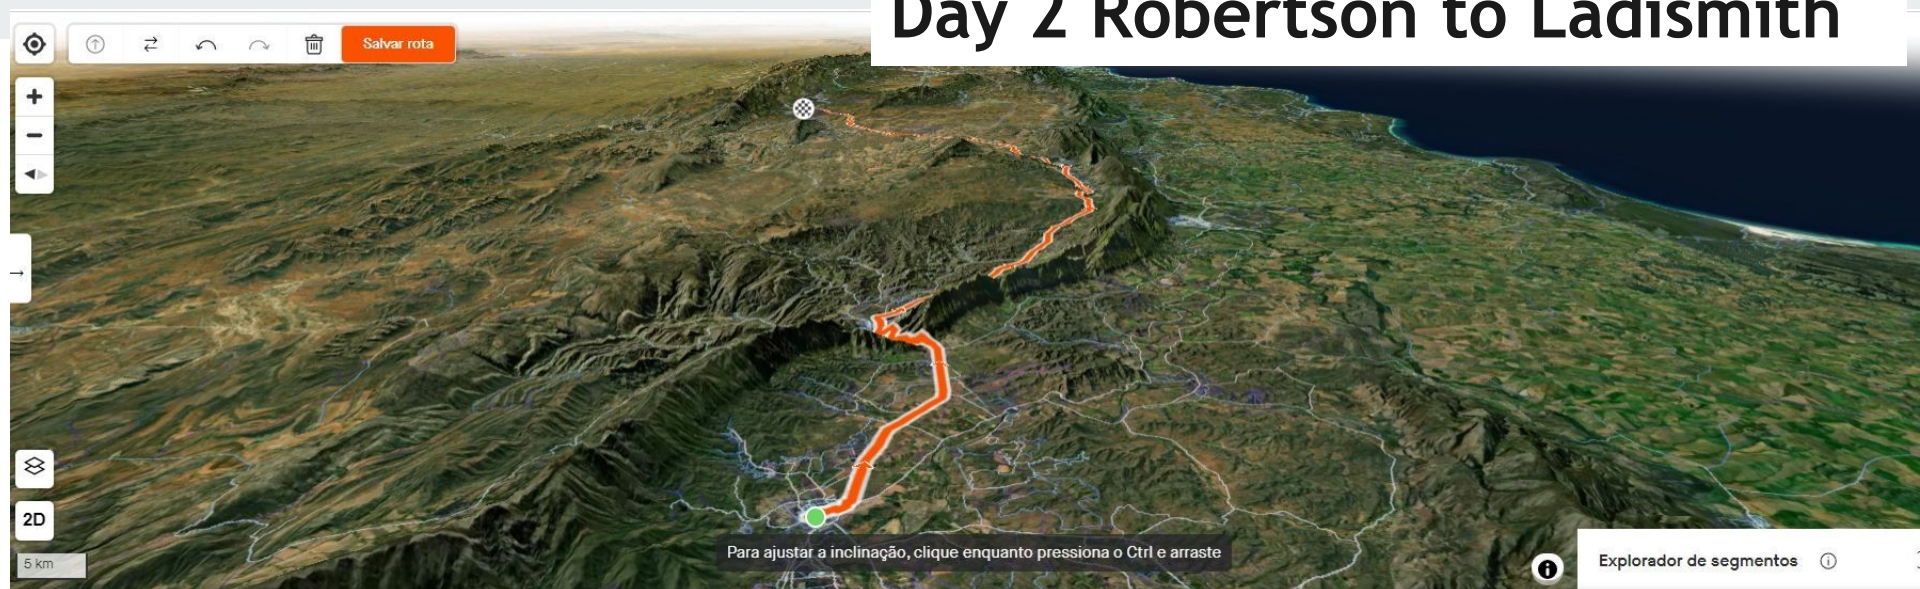 Day 2 Robertson to Ladismith
Salvar rota
2D
5 km
Para ajustar a inclinação, clique enquanto pressiona o Ctrl e arraste
Explorador de segmentos